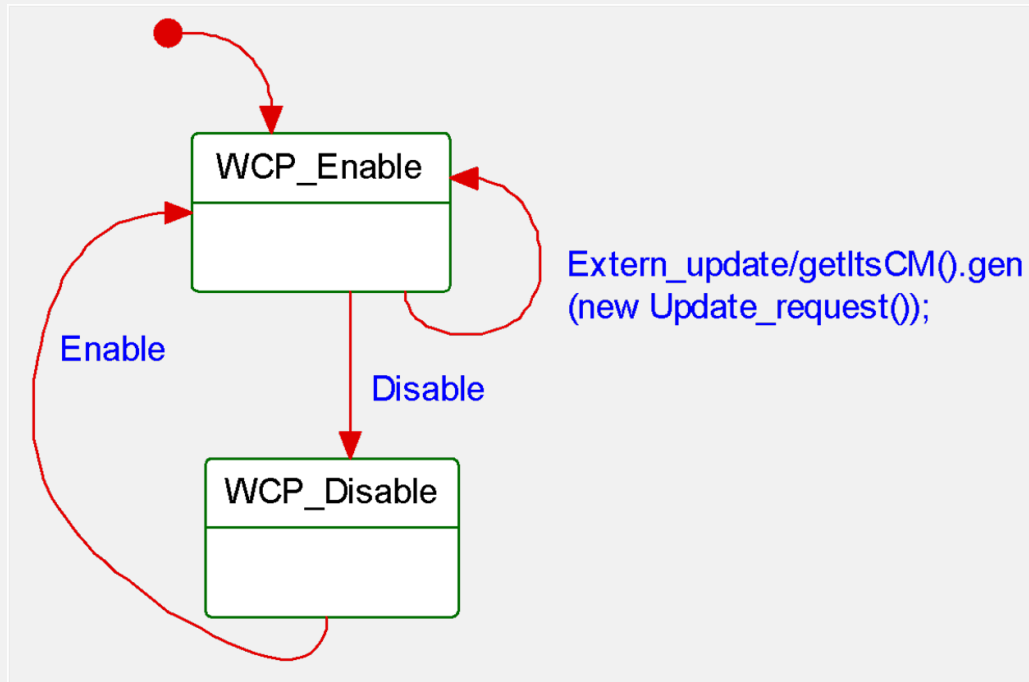 WCP_Enable
Extern_update/getItsCM().gen
(new Update_request());
Enable
Disable
WCP_Disable